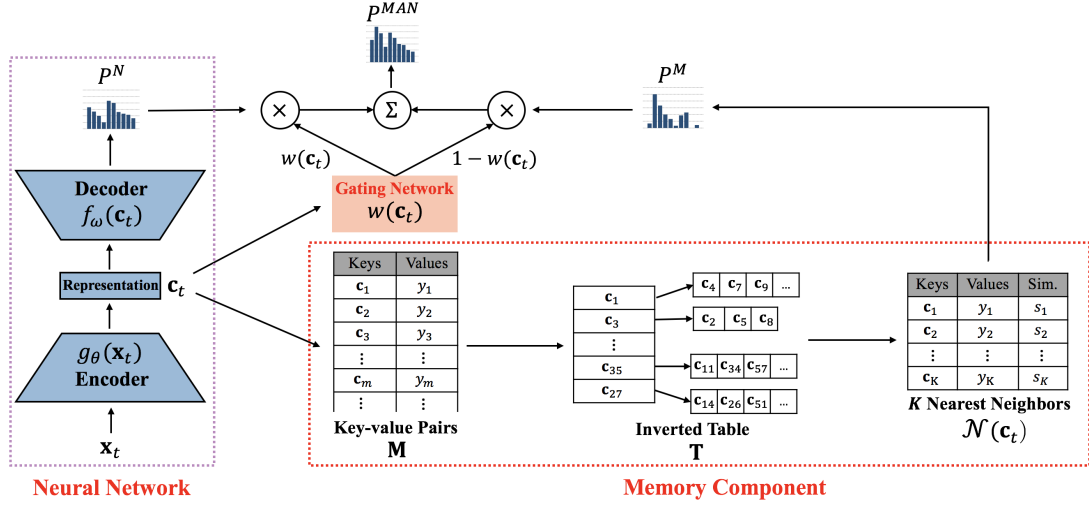 P^{MAN}
P^N
P^M
×
Σ
×
w(c_t)
1 − w(c_t)
Gating Network
w(c_t)
Decoder
f_ω(c_t)
Representation
c_t
g_θ(x_t)
Encoder
x_t
Neural Network
Keys Values
c_1 y_1
c_2 y_2
c_3 y_3
⋮ ⋮
c_m y_m
⋮ ⋮
Key-value Pairs
M
c_1
c_3
⋮
c_35
c_27
c_4 c_7 c_9 ...
c_2 c_5 c_8
c_11 c_34 c_57 ...
c_14 c_26 c_51 ...
Inverted Table
T
Keys Values Sim.
c_1 y_1 s_1
c_2 y_2 s_2
⋮ ⋮ ⋮
c_K y_K s_K
K Nearest Neighbors
𝒩(c_t)
Memory Component